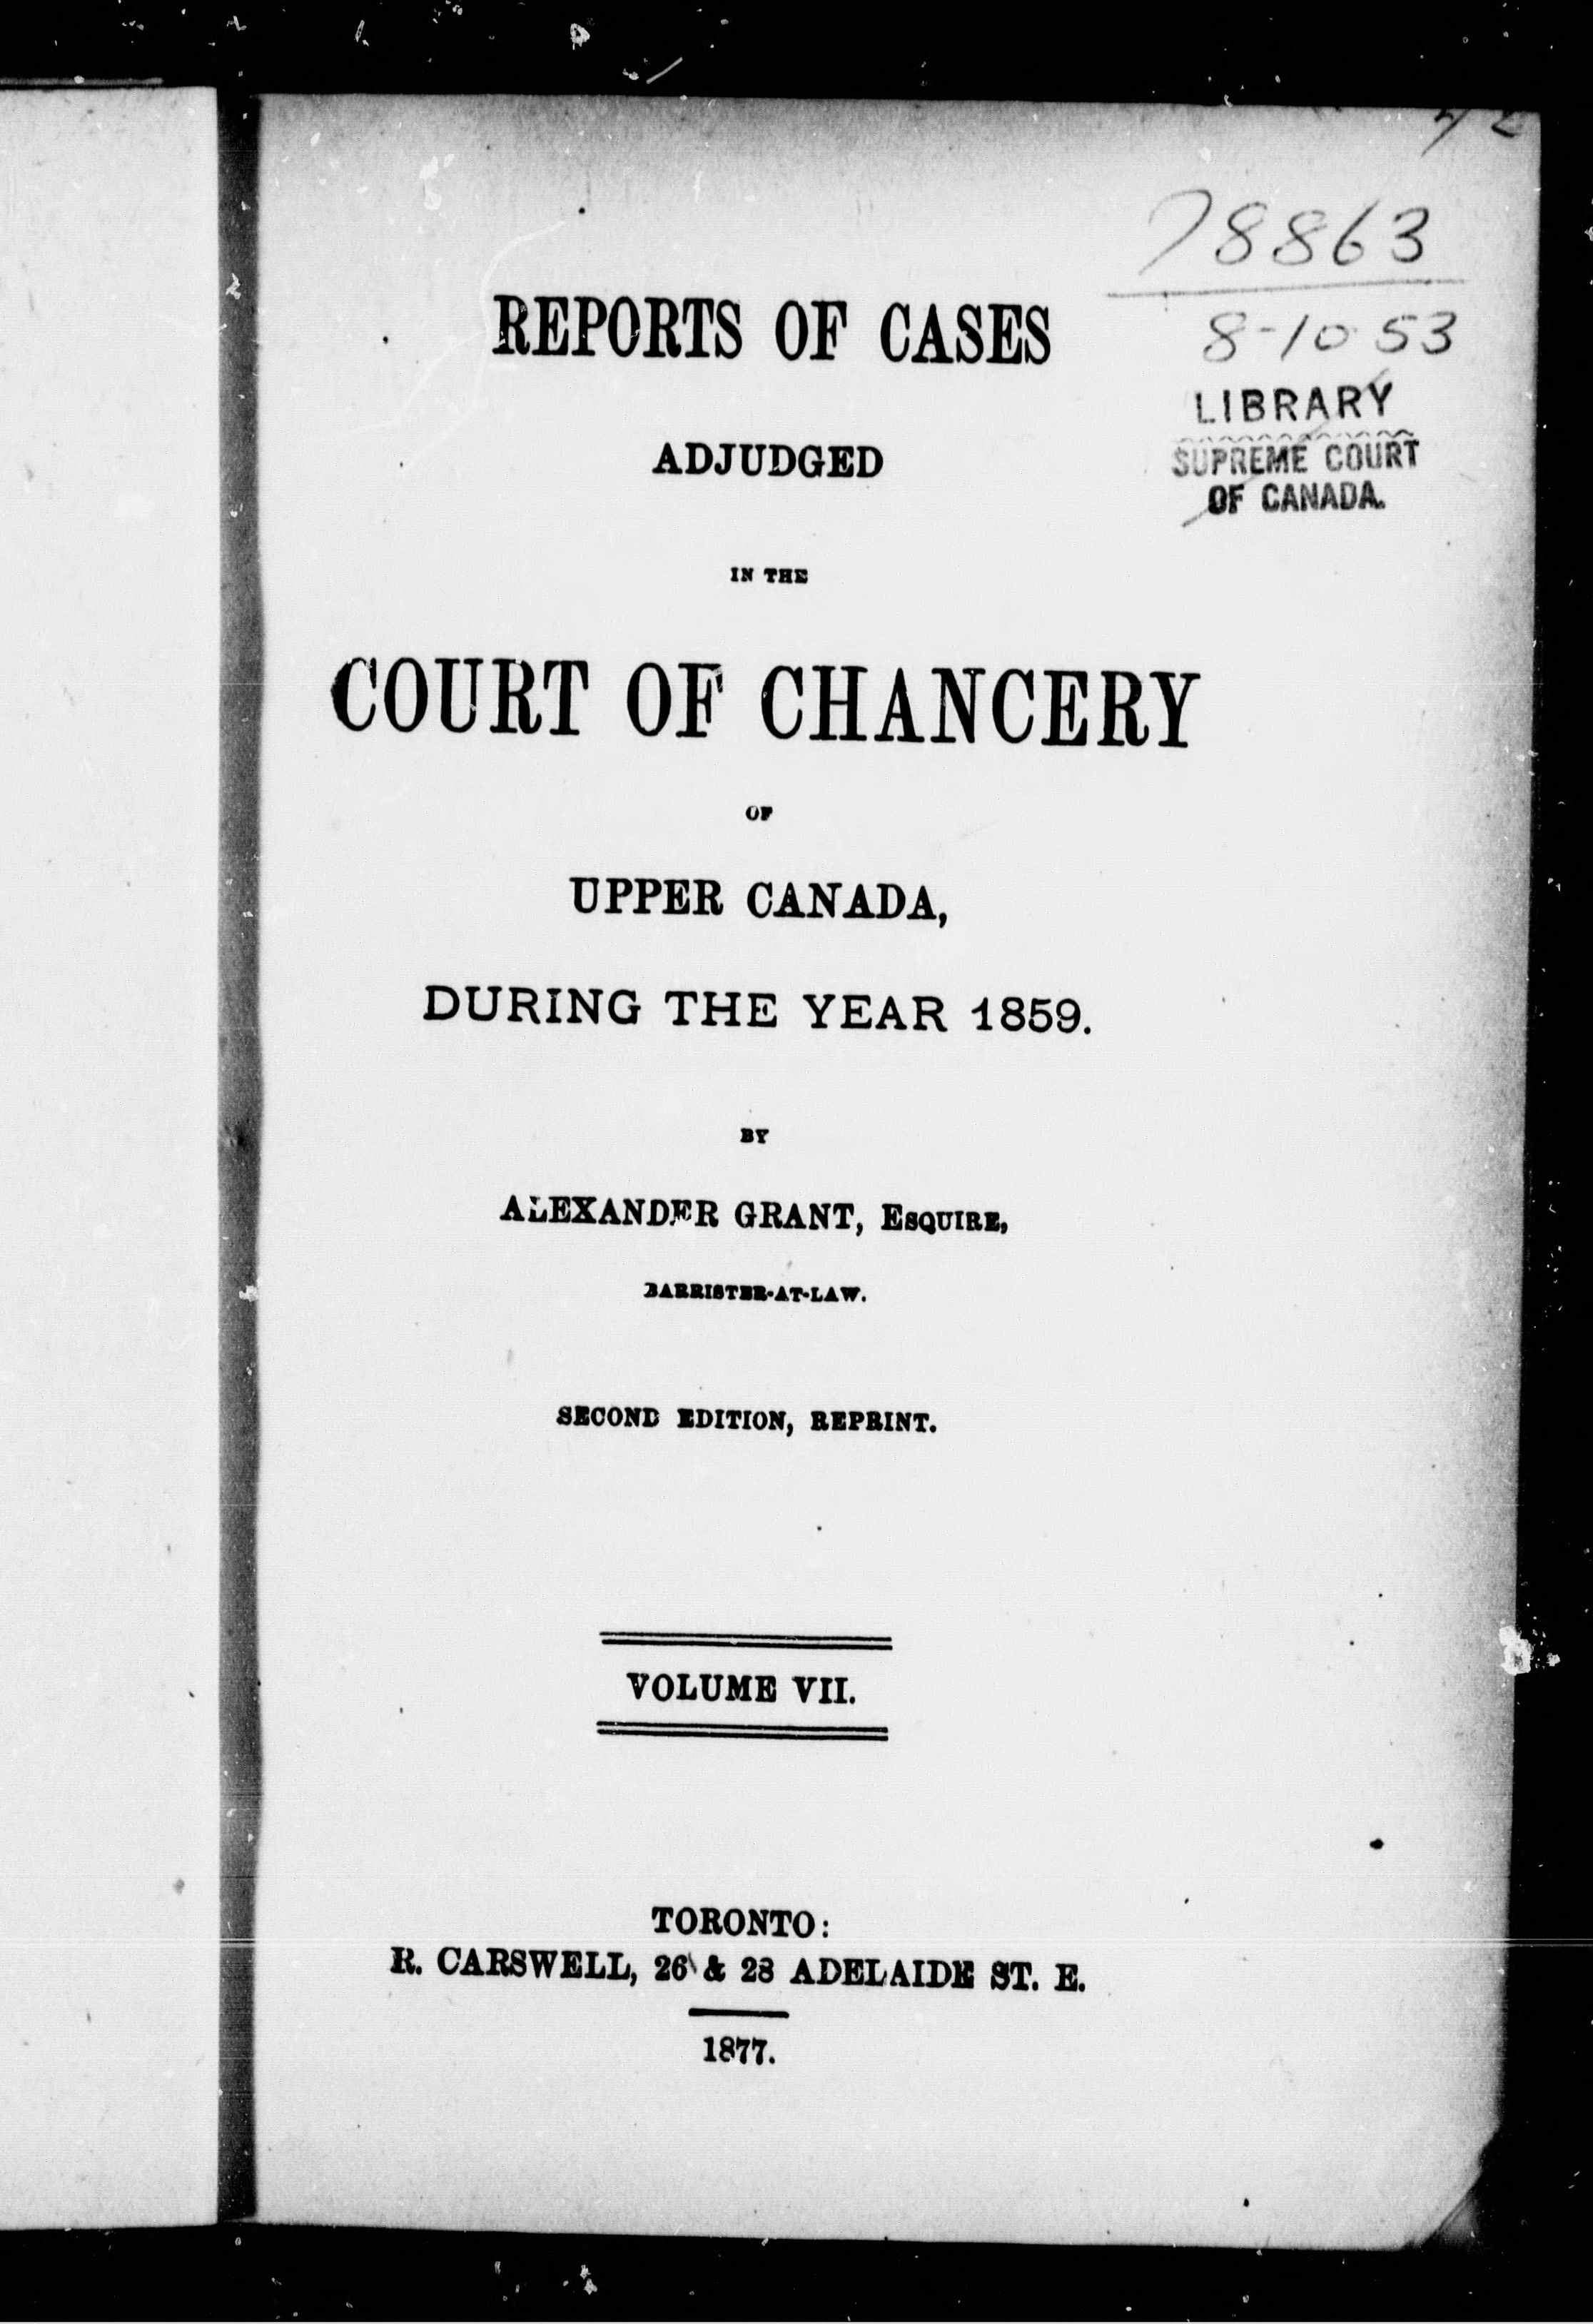 78863
8-10 53
LIBRARY
SUPREME COURT
OF CANADA.
REPORTS OF CASES
ADJUDGED
IN THE
COURT OF CHANCERY
OF
UPPER CANADA,
DURING THE YEAR 1859.
BY
ALEXANDER GRANT, ESQUIRE,
BARRISTER-AT-LAW.
SECOND EDITION, REPRINT.
VOLUME VII.
TORONTO:
R. CARSWELL, 26 & 28 ADELAIDE ST. E.
1877.